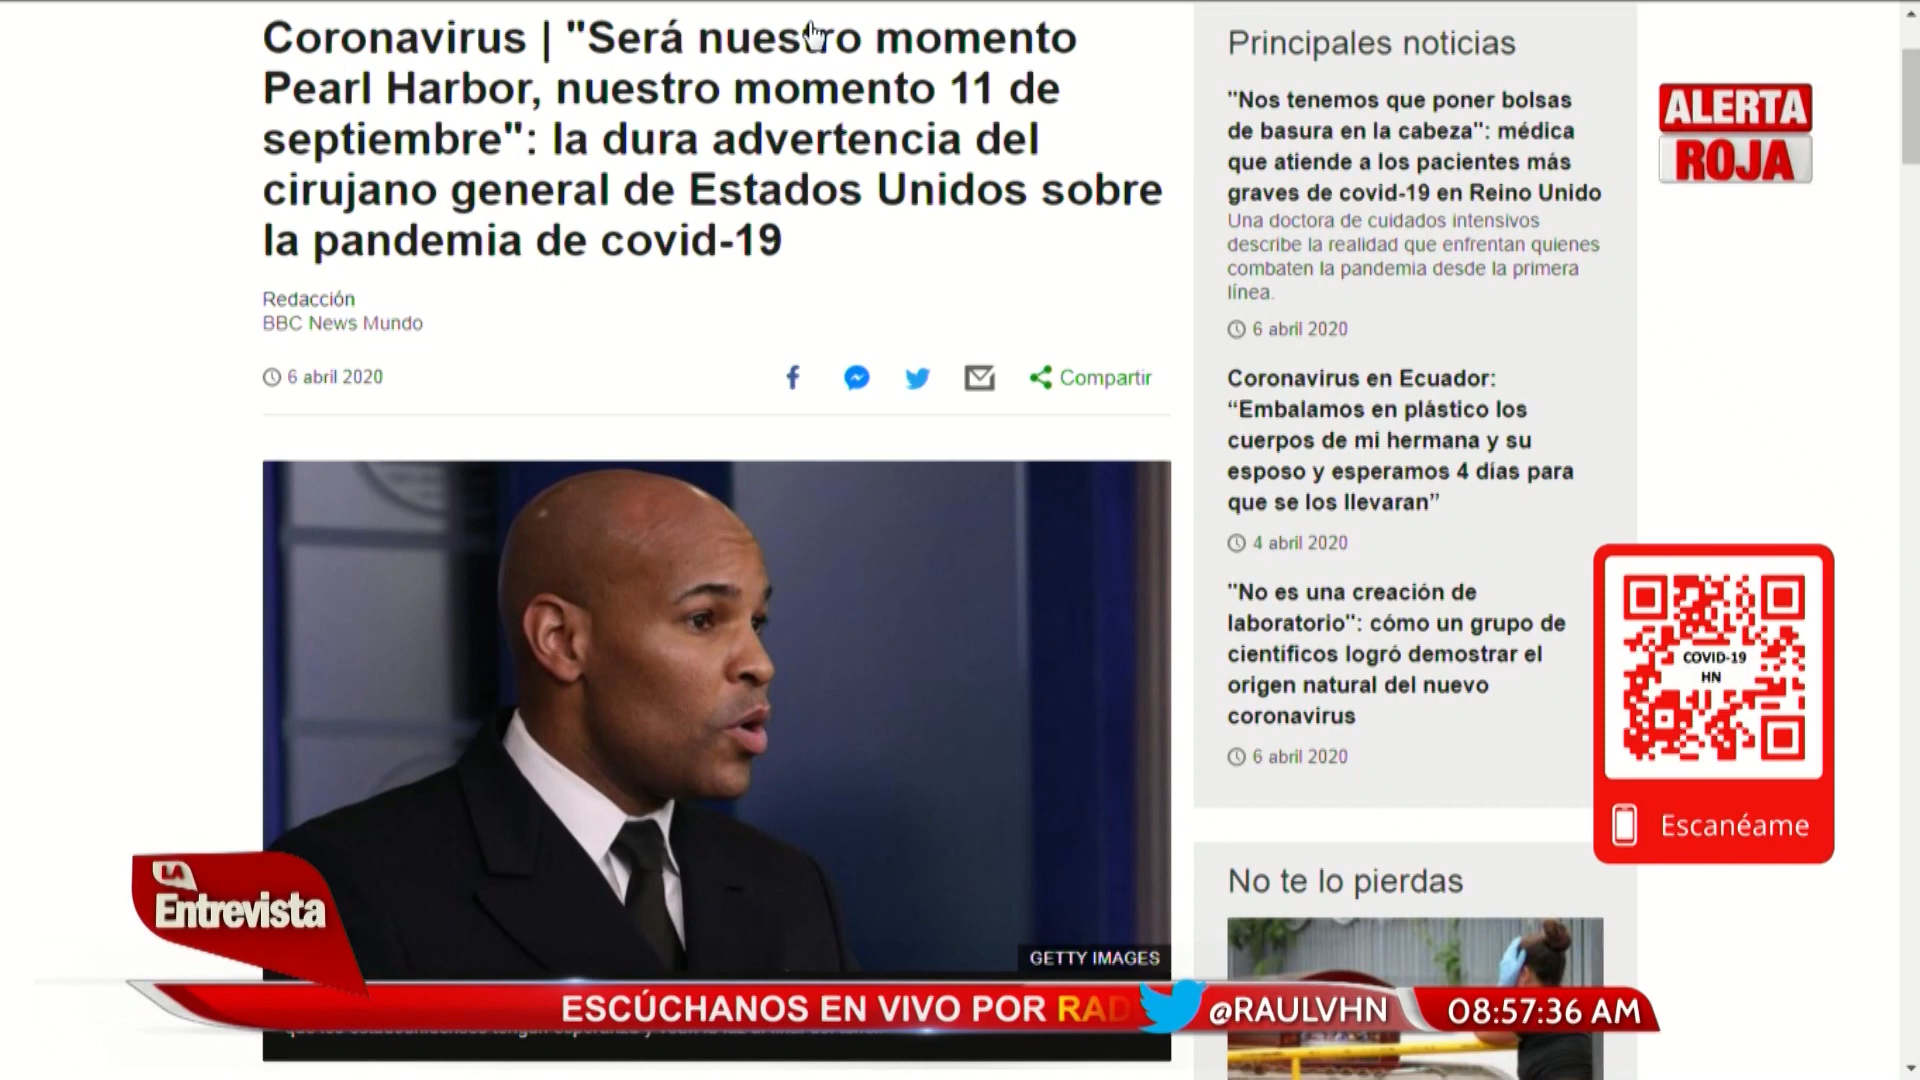 Coronavirus | "Será nuestro momento
Pearl Harbor, nuestro momento 11 de
septiembre": la dura advertencia del
cirujano general de Estados Unidos sobre
la pandemia de covid-19
Redacción
BBC News Mundo
6 abril 2020
Compartir
GETTY IMAGES
Principales noticias
"Nos tenemos que poner bolsas
de basura en la cabeza": médica
que atiende a los pacientes más
graves de covid-19 en Reino Unido
Una doctora de cuidados intensivos
describe la realidad que enfrentan quienes
combaten la pandemia desde la primera
línea.
6 abril 2020
Coronavirus en Ecuador:
“Embalamos en plástico los
cuerpos de mi hermana y su
esposo y esperamos 4 días para
que se los llevaran”
4 abril 2020
"No es una creación de
laboratorio": cómo un grupo de
científicos logró demostrar el
origen natural del nuevo
coronavirus
6 abril 2020
No te lo pierdas
ALERTA
ROJA
COVID-19
HN
Escanéame
LA
Entrevista
ESCÚCHANOS EN VIVO POR RAD
@RAULVHN
08:57:36 AM